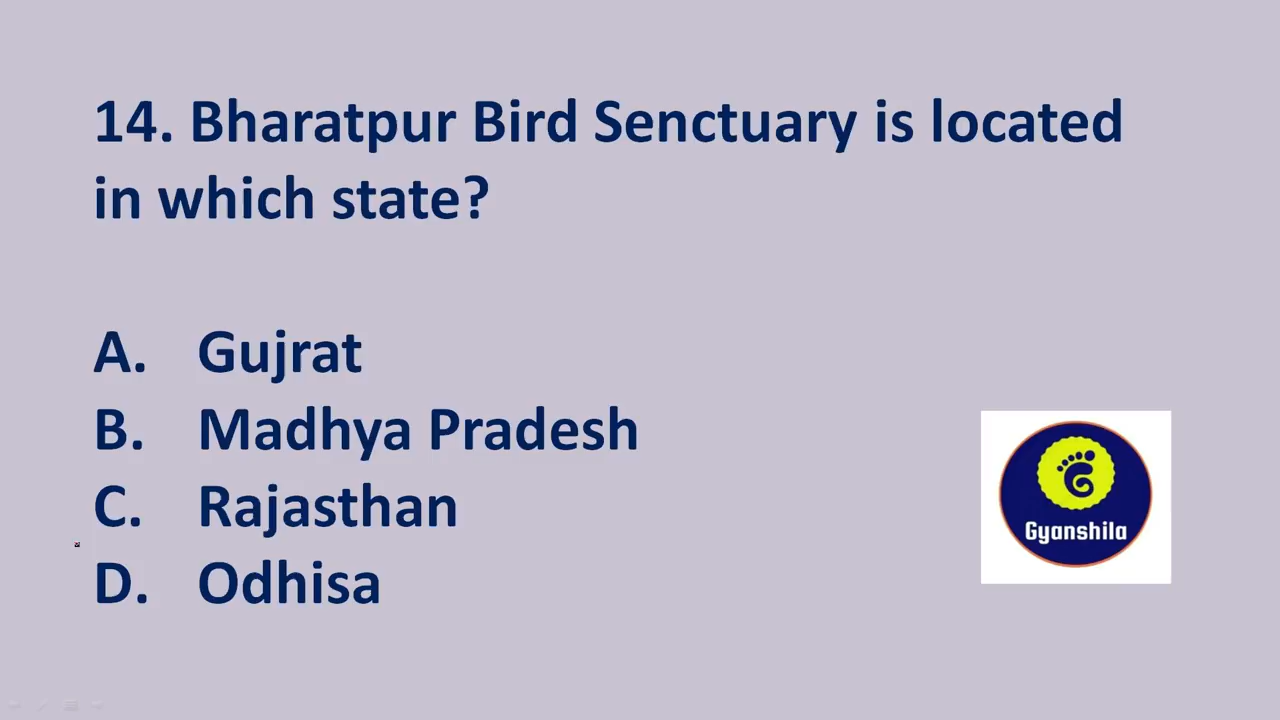 14. Bharatpur Bird Senctuary is located
in which state?
A. Gujrat
B. Madhya Pradesh
C. Rajasthan
D. Odhisa
Gyanshila